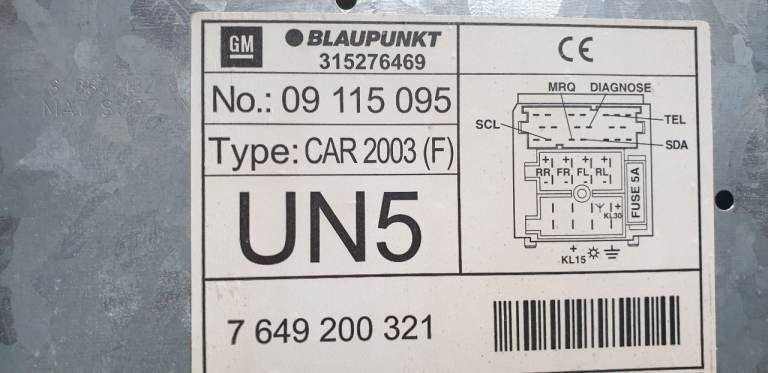 GM
BLAUPUNKT
315276469
CE
No.: 09 115 095
Type: CAR 2003 (F)
UN5
7 649 200 321
MRQ DIAGNOSE
SCL
TEL
SDA
+ + + +
RR FR FL RL
- - - -
FUSE 5A
+
KL30
+
KL15